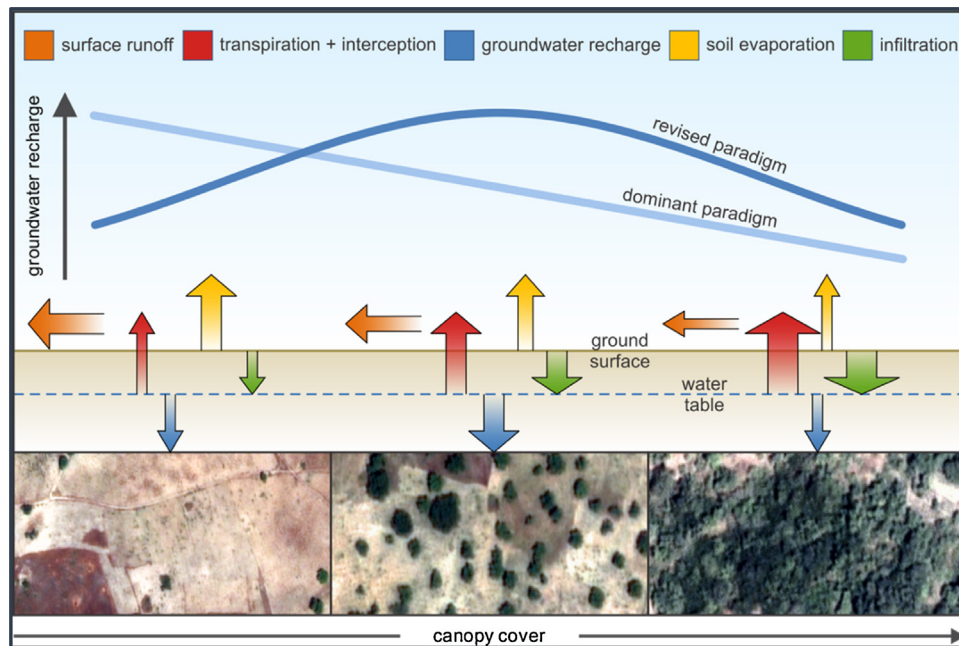 surface runoff
transpiration + interception
groundwater recharge
soil evaporation
infiltration
groundwater recharge
revised paradigm
dominant paradigm
ground
surface
water
table
canopy cover